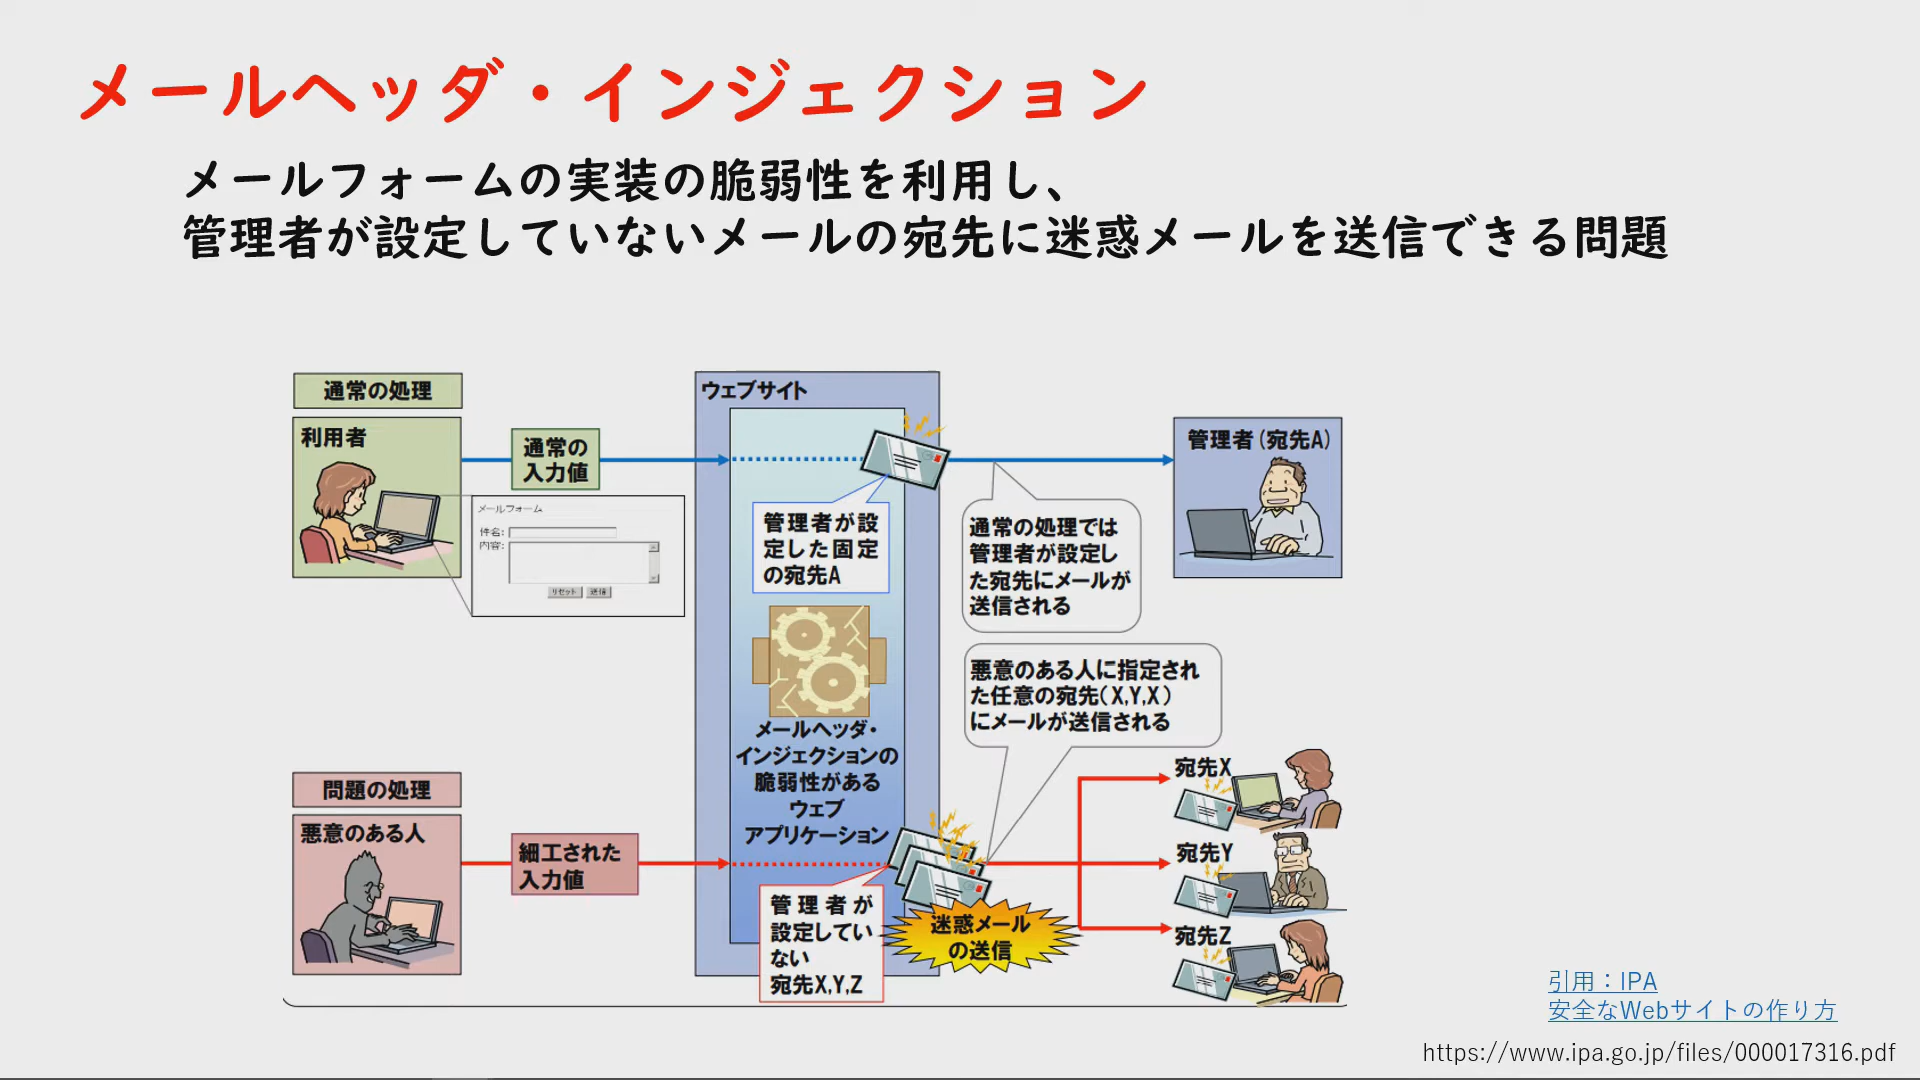 メールヘッダ・インジェクション
メールフォームの実装の脆弱性を利用し、
管理者が設定していないメールの宛先に迷惑メールを送信できる問題
通常の処理
利用者
通常の
入力値
メールフォーム
件名:
内容:
リセット
送信
ウェブサイト
管理者が設
定した固定
の宛先A
管理者(宛先A)
通常の処理では
管理者が設定し
た宛先にメールが
送信される
メールヘッダ・
インジェクションの
脆弱性がある
ウェブ
アプリケーション
悪意のある人に指定され
た任意の宛先(X,Y,X)
にメールが送信される
問題の処理
悪意のある人
細工された
入力値
管理者が
設定してい
ない
宛先X,Y,Z
迷惑メール
の送信
宛先X
宛先Y
宛先Z
引用：IPA
安全なWebサイトの作り方
https://www.ipa.go.jp/files/000017316.pdf